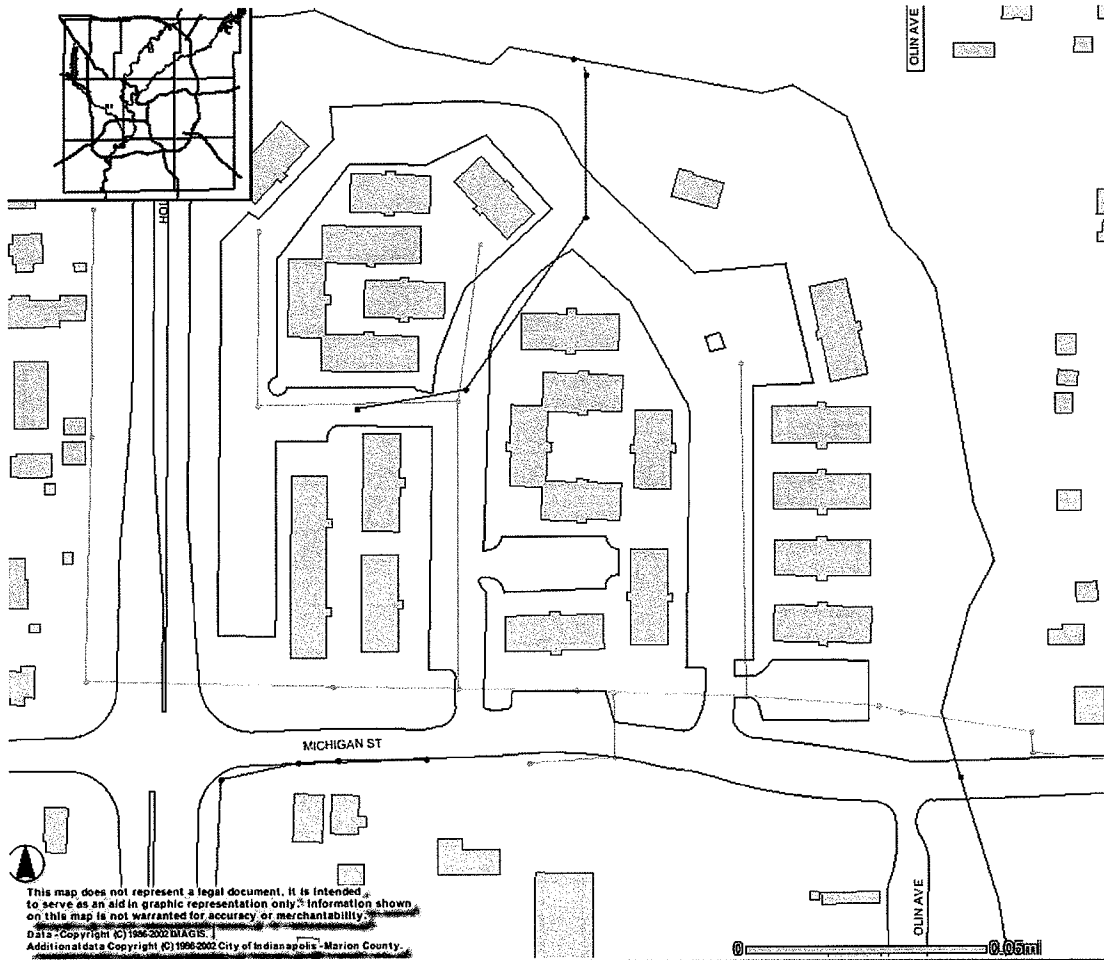 OLIN AVE
HOL
MICHIGAN ST
OLIN AVE
This map does not represent a legal document. It is intended
to serve as an aid in graphic representation only. Information shown
on this map is not warranted for accuracy or merchantability.
Data - Copyright (C) 1986-2002 IMAGIS.
Additional data Copyright (C) 1986-2002 City of Indianapolis - Marion County.
0 0.05mi